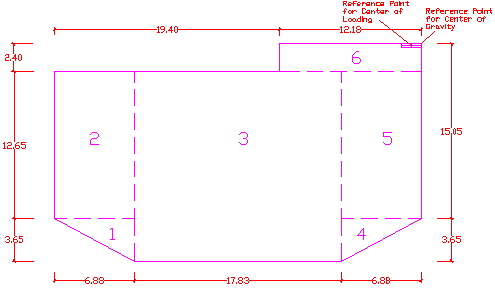 Reference Point
for Center of
Loading
Reference Point
for Center of
Gravity
19.40
12.18
2.40
6
12.65
2
3
5
15.05
1
4
3.65
3.65
6.88
17.83
6.88